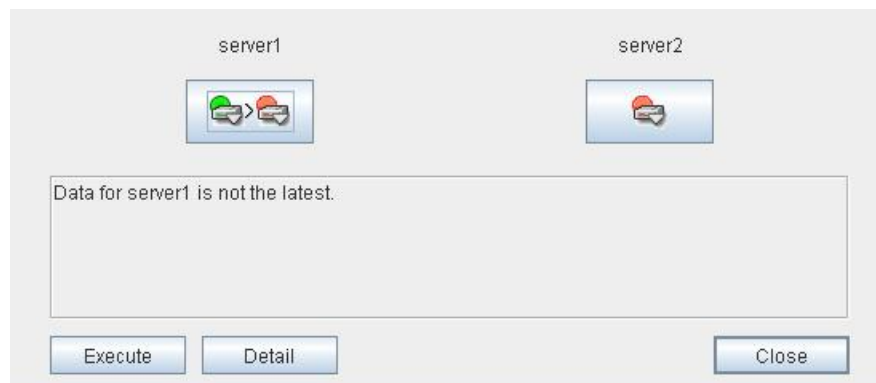 server1
server2
>
Data for server1 is not the latest.
Execute
Detail
Close